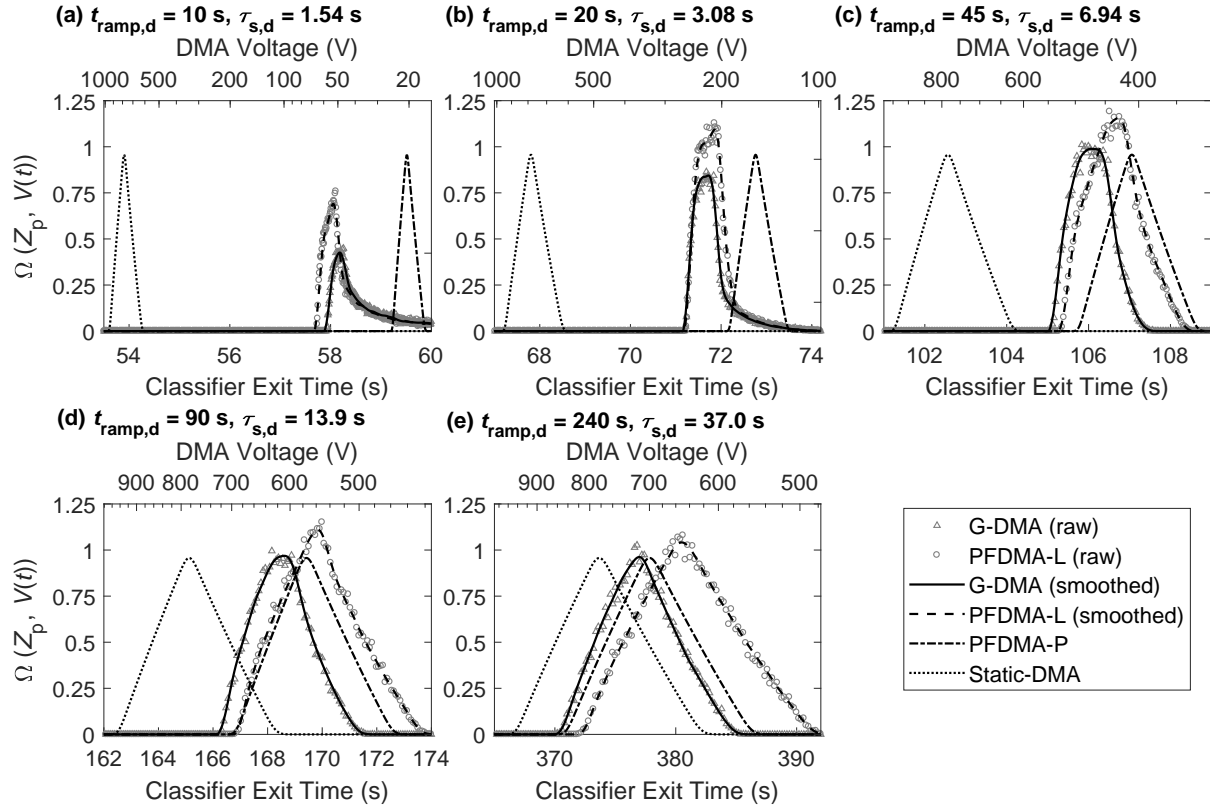 (a) t_ramp,d = 10 s, τ_s,d = 1.54 s
DMA Voltage (V)
1000 500 200 100 50 20
1.25
1
0.75
0.5
0.25
0
Ω (Z_p, V(t))
54 56 58 60
Classifier Exit Time (s)
(b) t_ramp,d = 20 s, τ_s,d = 3.08 s
DMA Voltage (V)
1000 500 200 100
1.25
1
0.75
0.5
0.25
0
68 70 72 74
Classifier Exit Time (s)
(c) t_ramp,d = 45 s, τ_s,d = 6.94 s
DMA Voltage (V)
800 600 400
1.25
1
0.75
0.5
0.25
0
102 104 106 108
Classifier Exit Time (s)
(d) t_ramp,d = 90 s, τ_s,d = 13.9 s
DMA Voltage (V)
900 800 700 600 500
1.25
1
0.75
0.5
0.25
0
Ω (Z_p, V(t))
162 164 166 168 170 172 174
Classifier Exit Time (s)
(e) t_ramp,d = 240 s, τ_s,d = 37.0 s
DMA Voltage (V)
900 800 700 600 500
1.25
1
0.75
0.5
0.25
0
370 380 390
Classifier Exit Time (s)
G-DMA (raw)
PFDMA-L (raw)
G-DMA (smoothed)
PFDMA-L (smoothed)
PFDMA-P
Static-DMA